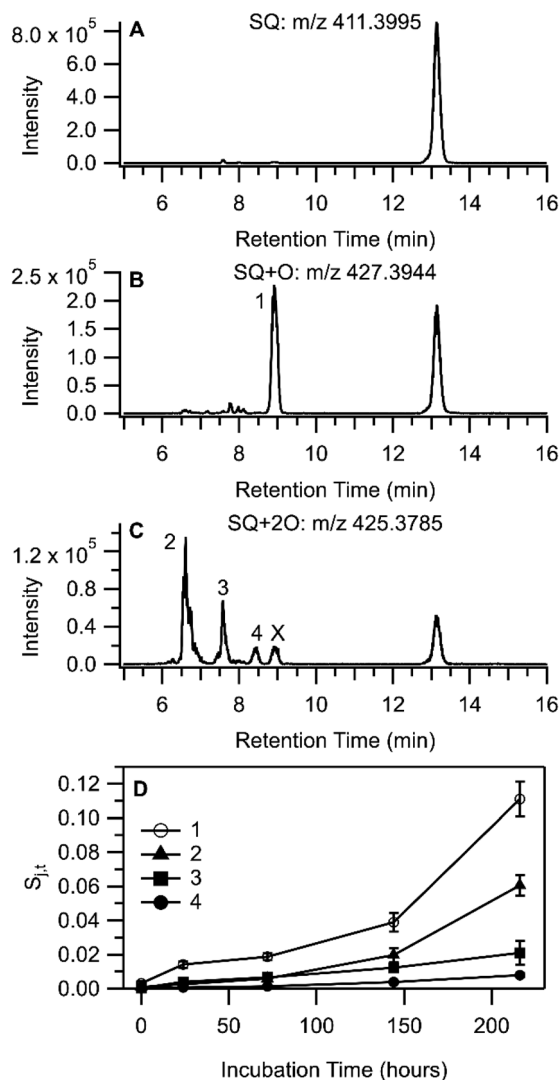 A
SQ: m/z 411.3995
8.0 x 10^5
6.0
4.0
2.0
0.0
Intensity
6 8 10 12 14 16
Retention Time (min)
B
SQ+O: m/z 427.3944
2.5 x 10^5
2.0
1.5
1.0
0.5
0.0
Intensity
1
6 8 10 12 14 16
Retention Time (min)
C
SQ+2O: m/z 425.3785
1.2 x 10^5
0.8
0.4
0.0
Intensity
2
3
4 X
6 8 10 12 14 16
Retention Time (min)
D
0.12
0.10
0.08
0.06
0.04
0.02
0.00
S_j,t
1
2
3
4
0 50 100 150 200
Incubation Time (hours)